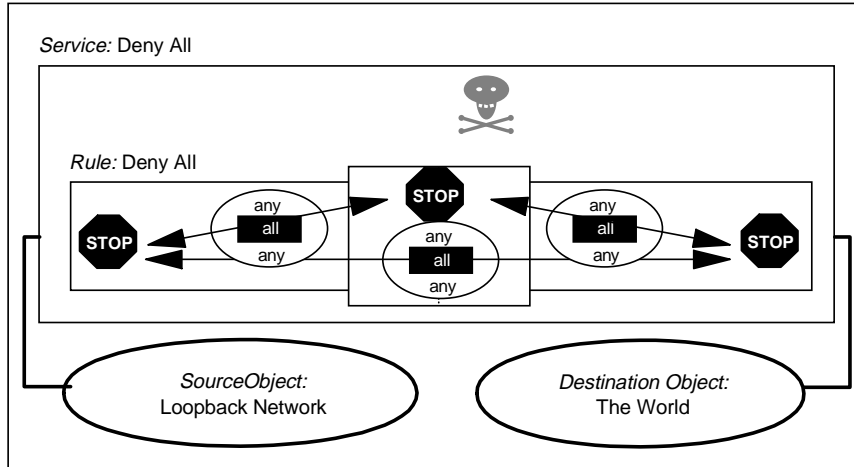 Service: Deny All
Rule: Deny All
STOP
any
all
any
STOP
any
all
any
any
all
any
STOP
SourceObject:
Loopback Network
Destination Object:
The World